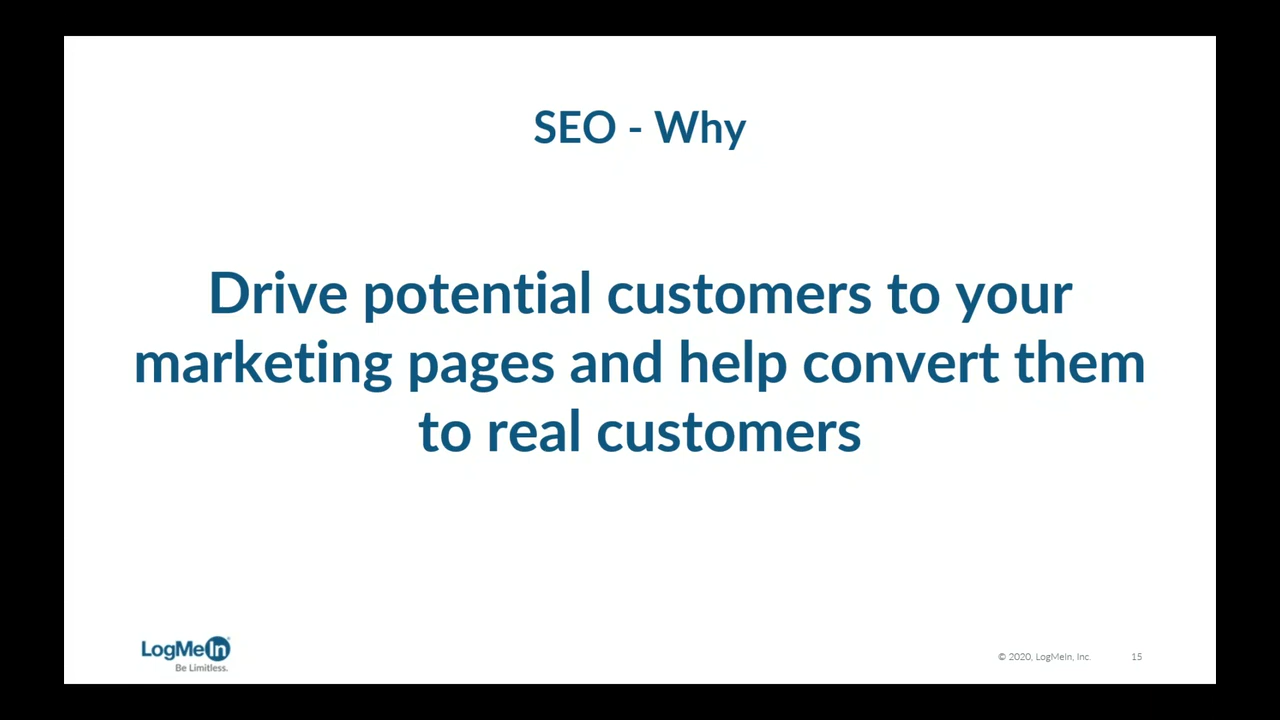 SEO - Why
Drive potential customers to your
marketing pages and help convert them
to real customers
LogMeIn
Be Limitless.
© 2020, LogMeIn, Inc. 15